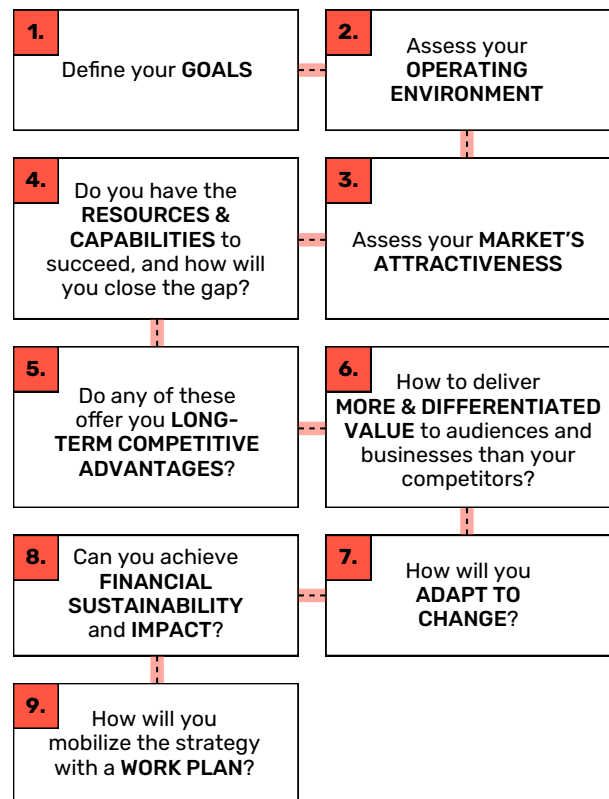 1.
Define your GOALS
2.
Assess your
OPERATING
ENVIRONMENT
3.
Assess your MARKET'S
ATTRACTIVENESS
4.
Do you have the
RESOURCES &
CAPABILITIES to
succeed, and how will
you close the gap?
5.
Do any of these
offer you LONG-
TERM COMPETITIVE
ADVANTAGES?
6.
How to deliver
MORE & DIFFERENTIATED
VALUE to audiences and
businesses than your
competitors?
7.
How will you
ADAPT TO
CHANGE?
8.
Can you achieve
FINANCIAL
SUSTAINABILITY
and IMPACT?
9.
How will you
mobilize the strategy
with a WORK PLAN?